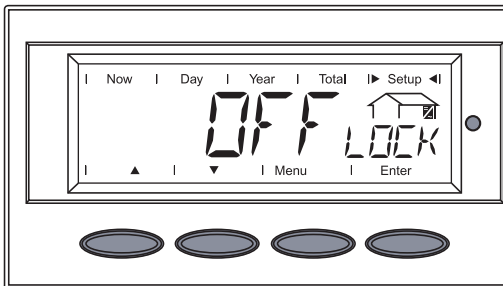 Now Day Year Total Setup
OFF
LOCK
▲ ▼ Menu Enter